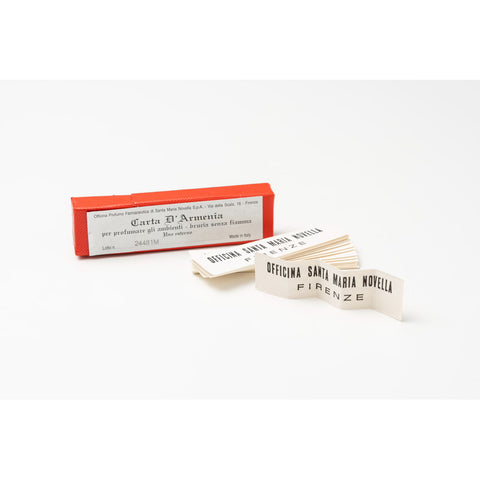 Officina Profumo Farmaceutica di Santa Maria Novella S.p.A. - Via della Scala, 16 - Firenze
Carta D'Armenia
per profumare gli ambienti - brucia senza fiamma
Uso esterno
Lotto n. 24481M Made in Italy
OFFICINA SANTA MARIA NOVELLA
FIRENZE
OFFICINA SANTA MARIA NOVELLA
FIRENZE